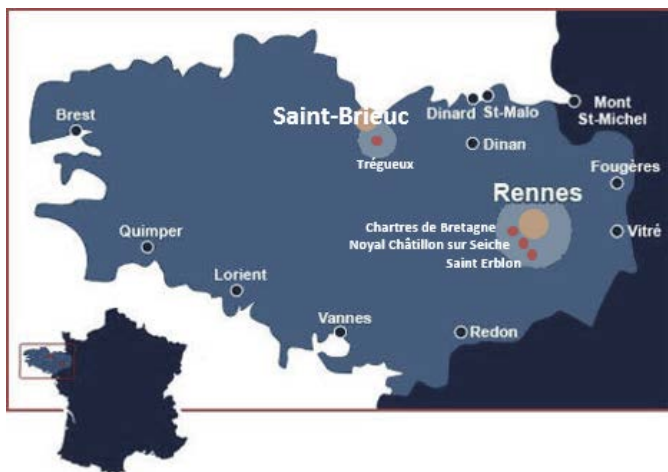 Brest
Saint-Brieuc
Dinard
St-Malo
Mont
St-Michel
Trégueux
Dinan
Fougères
Rennes
Chartres de Bretagne
Noyal Châtillon sur Seiche
Saint Erblon
Vitré
Quimper
Lorient
Vannes
Redon